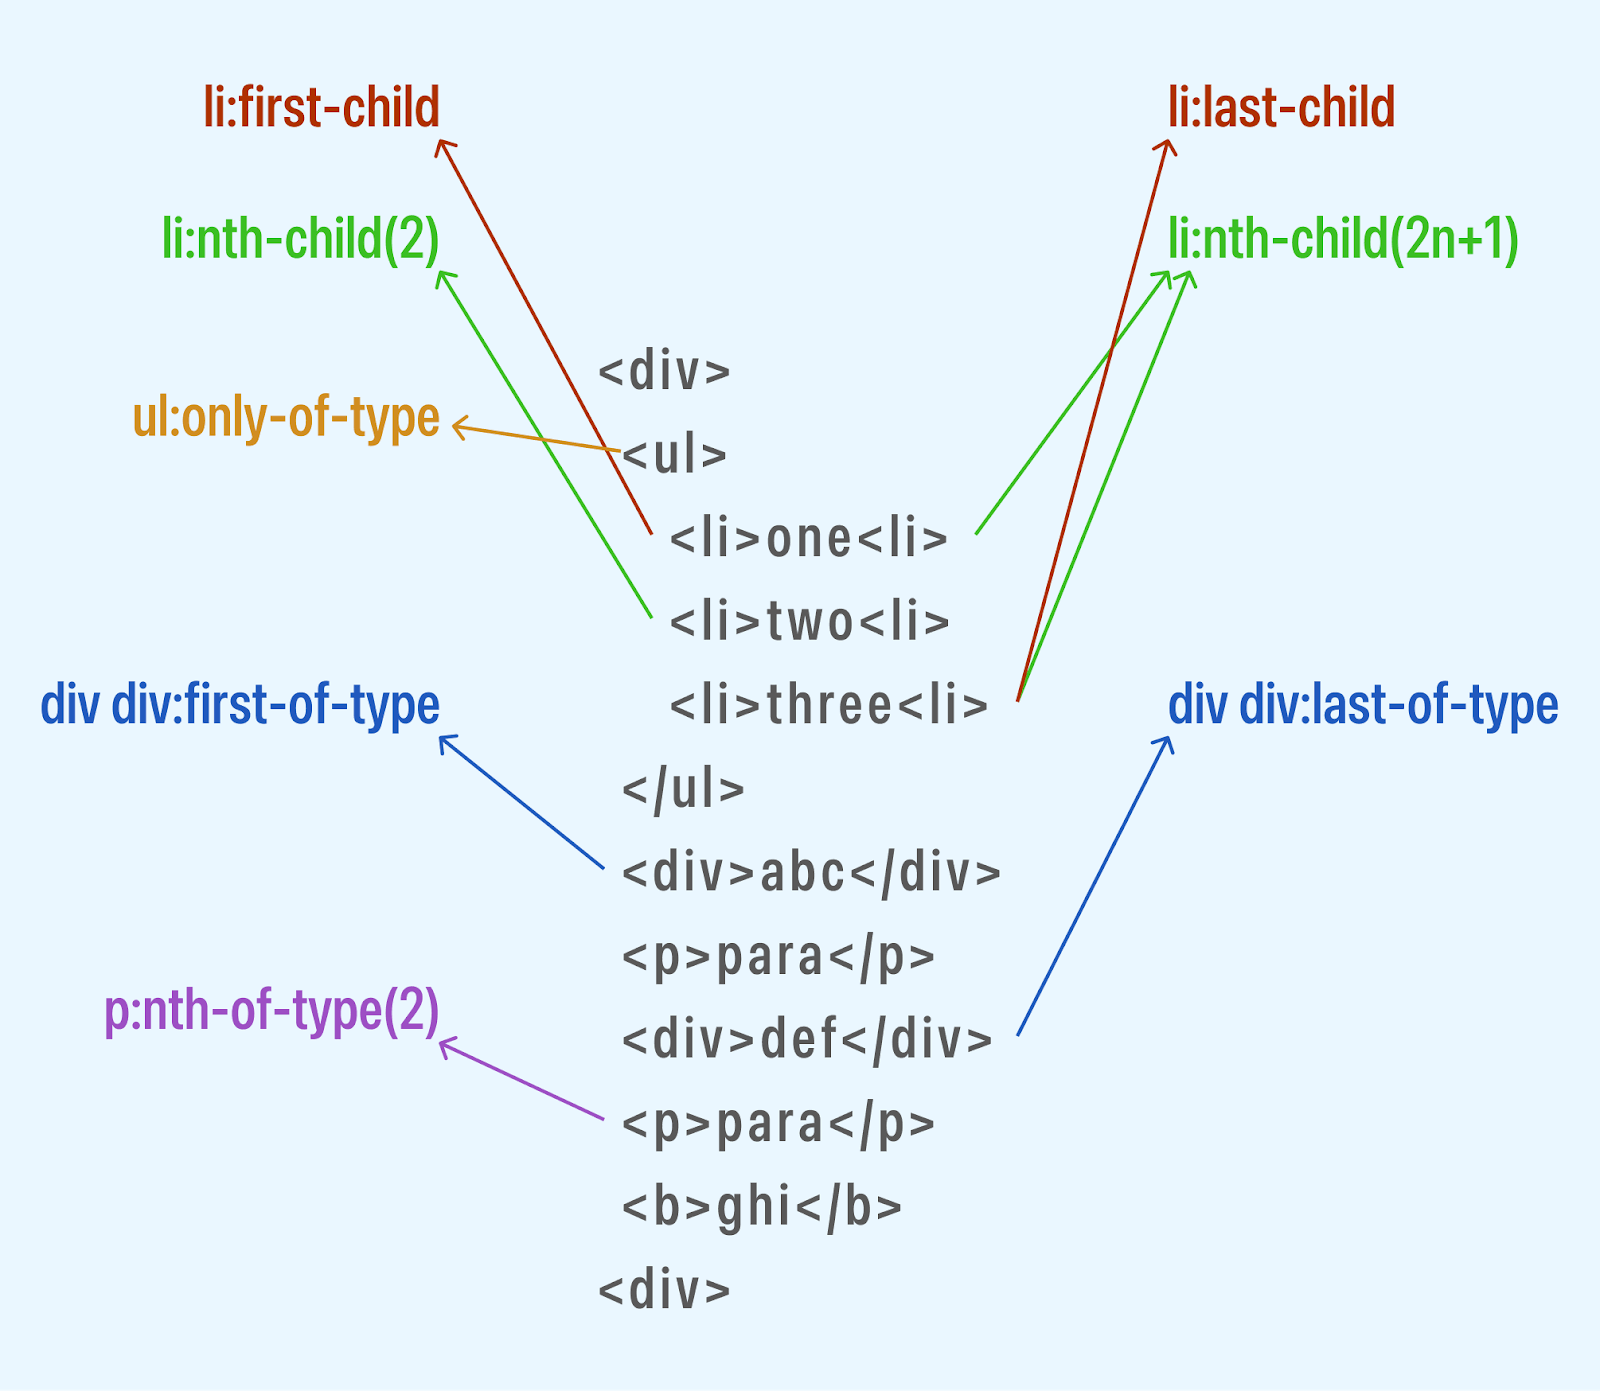 li:first-child
li:last-child
li:nth-child(2)
li:nth-child(2n+1)
<div>
ul:only-of-type
<ul>
<li>one<li>
<li>two<li>
<li>three<li>
div div:first-of-type
div div:last-of-type
</ul>
<div>abc</div>
<p>para</p>
p:nth-of-type(2)
<div>def</div>
<p>para</p>
<b>ghi</b>
<div>